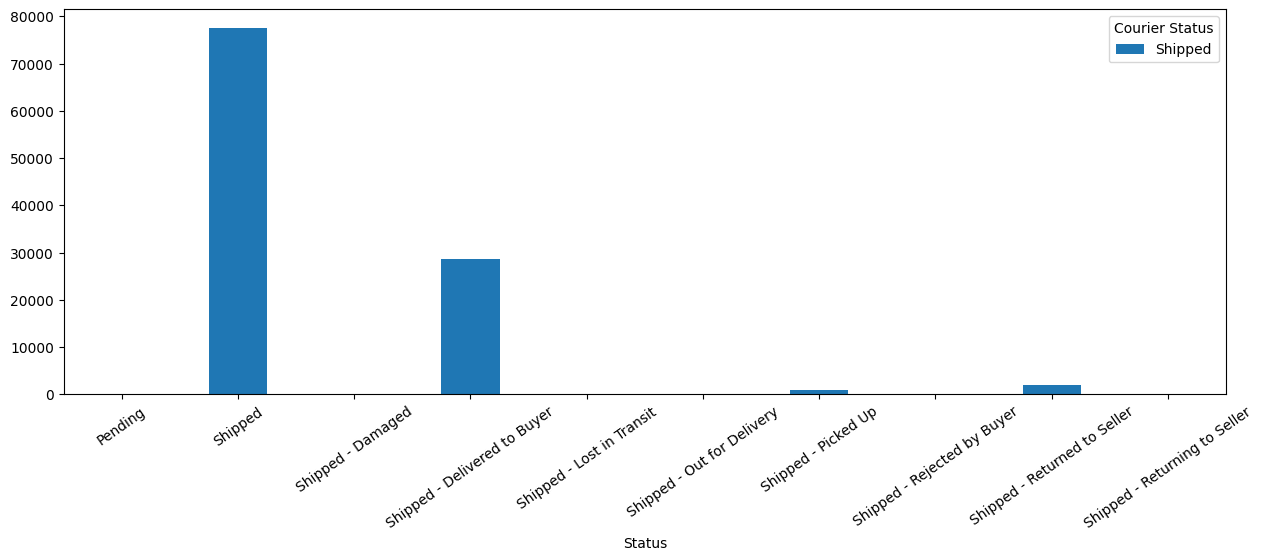 80000
70000
60000
50000
40000
30000
20000
10000
0
Courier Status
Shipped
Pending
Shipped
Shipped - Damaged
Shipped - Delivered to Buyer
Shipped - Lost in Transit
Shipped - Out for Delivery
Shipped - Picked Up
Shipped - Rejected by Buyer
Shipped - Returned to Seller
Shipped - Returning to Seller
Status